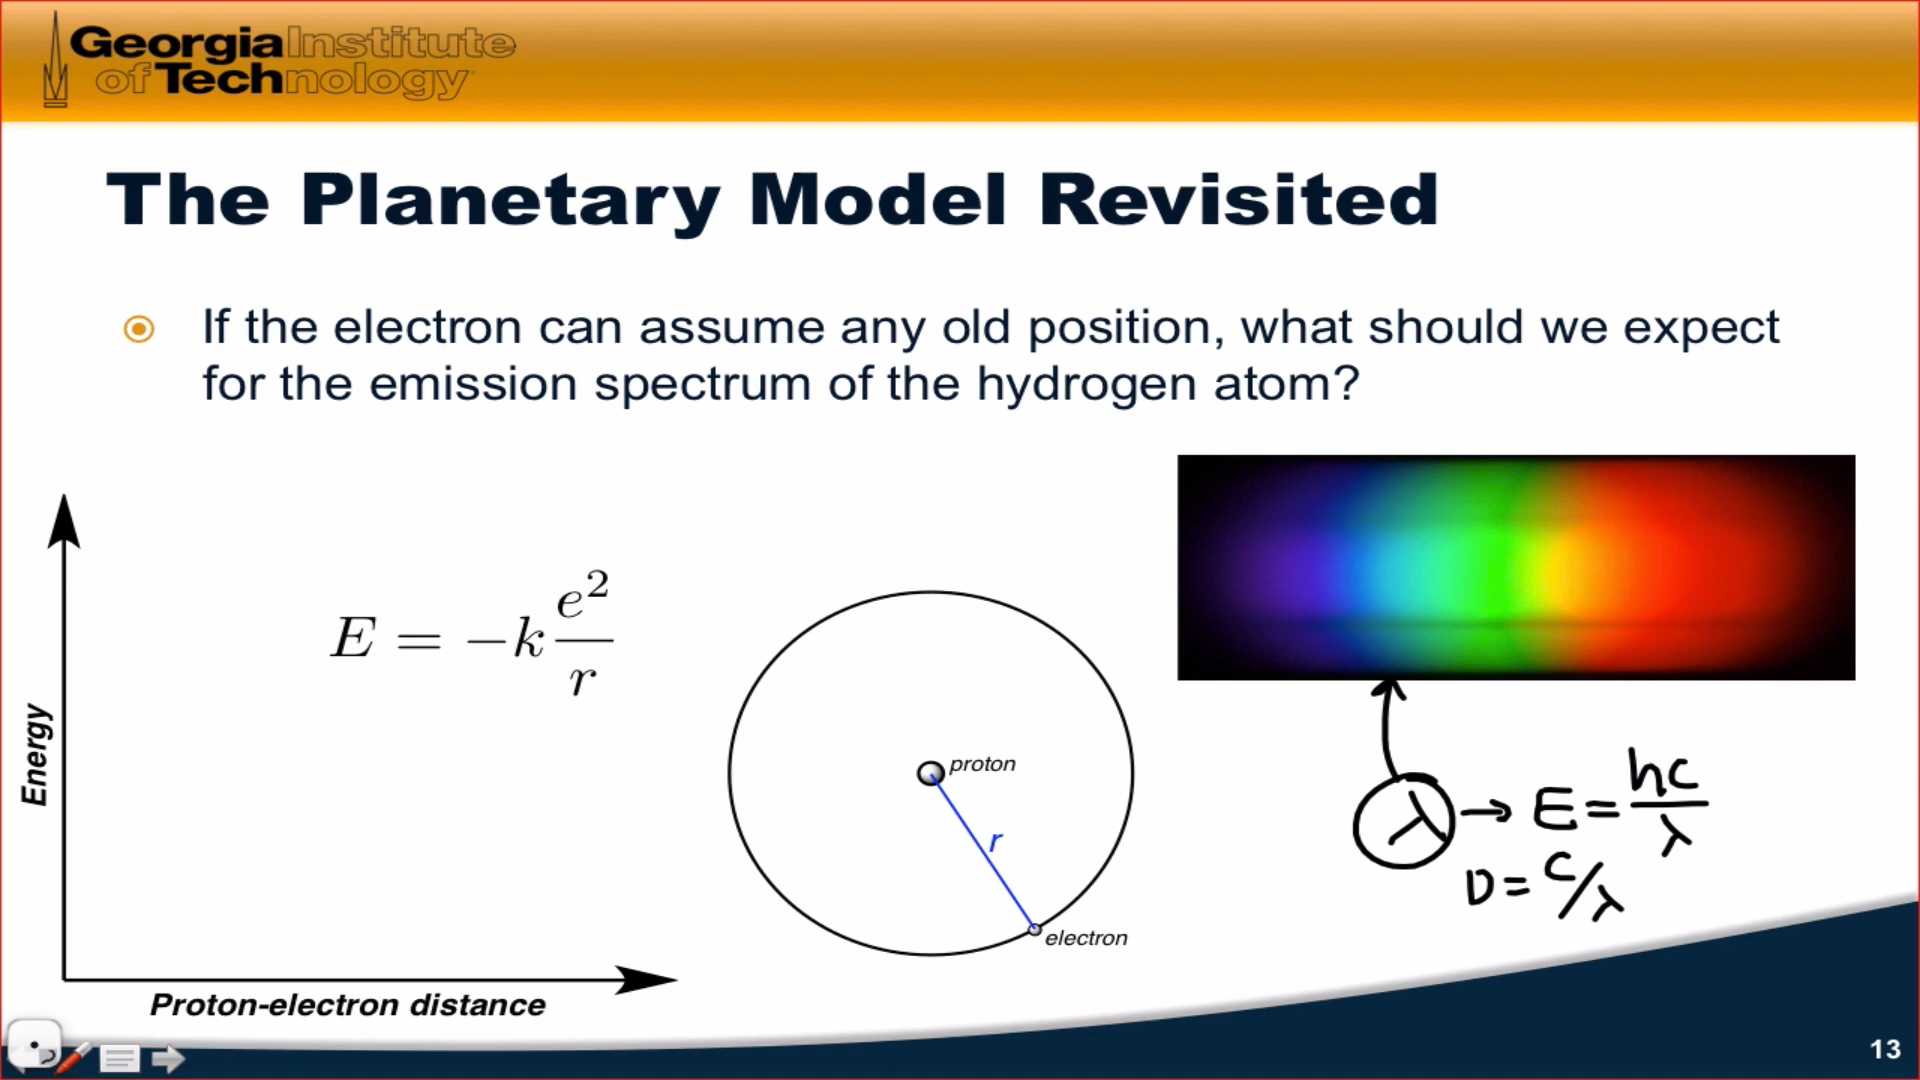 Georgia Institute
of Technology
The Planetary Model Revisited
If the electron can assume any old position, what should we expect
for the emission spectrum of the hydrogen atom?
Energy
E = -k e²/r
proton
r
electron
Proton-electron distance
λ → E = hc/λ
ν = c/λ
13